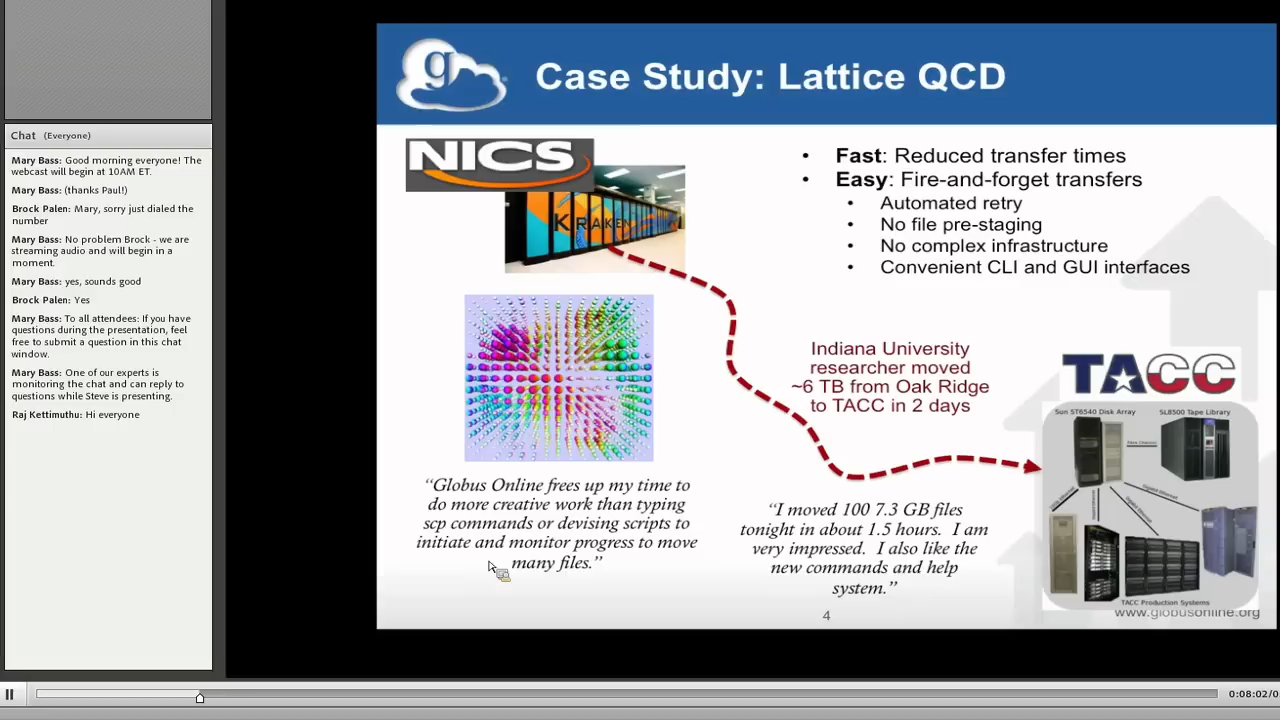 Chat (Everyone)
Mary Bass: Good morning everyone! The
webcast will begin at 10AM ET.
Mary Bass: (thanks Paul!)
Brock Palen: Mary, sorry just dialed the
number
Mary Bass: No problem Brock - we are
streaming audio and will begin in a
moment.
Mary Bass: yes, sounds good
Brock Palen: Yes
Mary Bass: To all attendees: If you have
questions during the presentation, feel
free to submit a question in this chat
window.
Mary Bass: One of our experts is
monitoring the chat and can reply to
questions while Steve is presenting.
Raj Kettimuthu: Hi everyone
g
Case Study: Lattice QCD
NICS
KRAKEN
• Fast: Reduced transfer times
• Easy: Fire-and-forget transfers
• Automated retry
• No file pre-staging
• No complex infrastructure
• Convenient CLI and GUI interfaces
Indiana University
researcher moved
~6 TB from Oak Ridge
to TACC in 2 days
TACC
Sun ST6540 Disk Array
SL8500 Tape Library
TACC Production Systems
“Globus Online frees up my time to
do more creative work than typing
scp commands or devising scripts to
initiate and monitor progress to move
many files.”
“I moved 100 7.3 GB files
tonight in about 1.5 hours. I am
very impressed. I also like the
new commands and help
system.”
4
www.globusonline.org
0:08:02/0